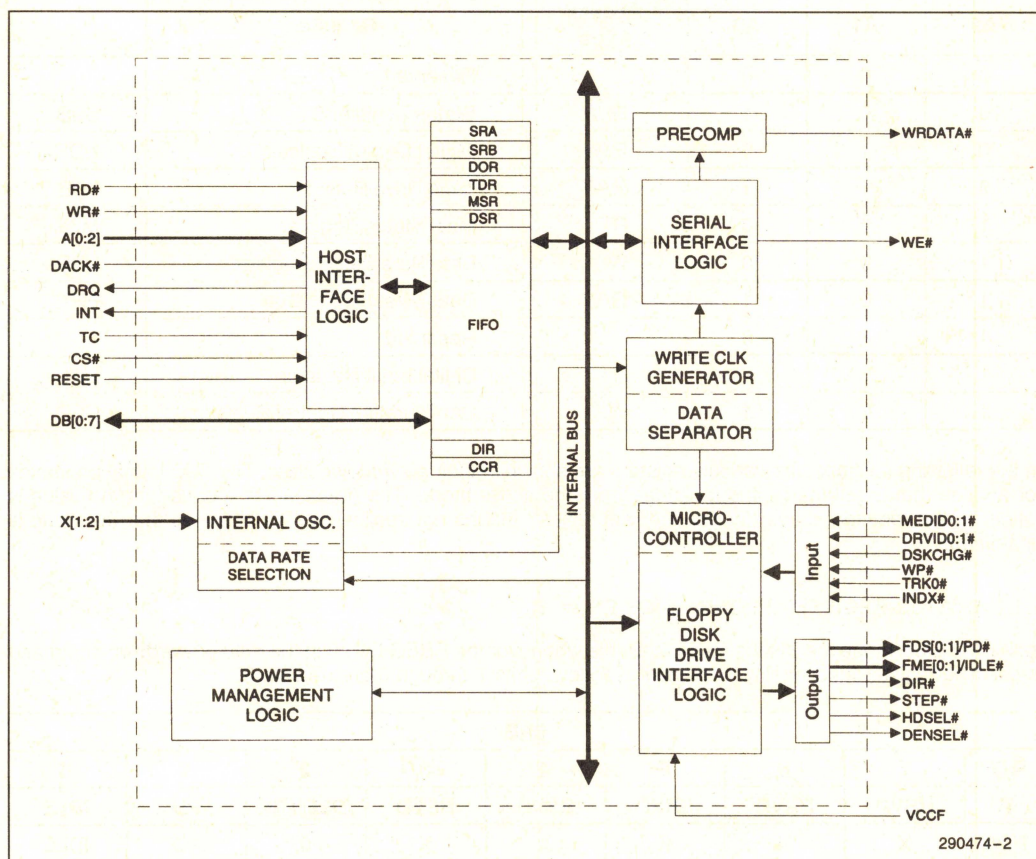 SRA
SRB
DOR
TDR
MSR
DSR
FIFO
DIR
CCR
RD#
WR#
A[0:2]
DACK#
DRQ
INT
TC
CS#
RESET
DB[0:7]
HOST
INTER-
FACE
LOGIC
X[1:2]
INTERNAL OSC.
DATA RATE
SELECTION
POWER
MANAGEMENT
LOGIC
INTERNAL BUS
PRECOMP
WRDATA#
SERIAL
INTERFACE
LOGIC
WE#
WRITE CLK
GENERATOR
DATA
SEPARATOR
MICRO-
CONTROLLER
FLOPPY
DISK
DRIVE
INTERFACE
LOGIC
Input
MEDID0:1#
DRVID0:1#
DSKCHG#
WP#
TRK0#
INDX#
Output
FDS[0:1]/PD#
FME[0:1]/IDLE#
DIR#
STEP#
HDSEL#
DENSEL#
VCCF
290474-2